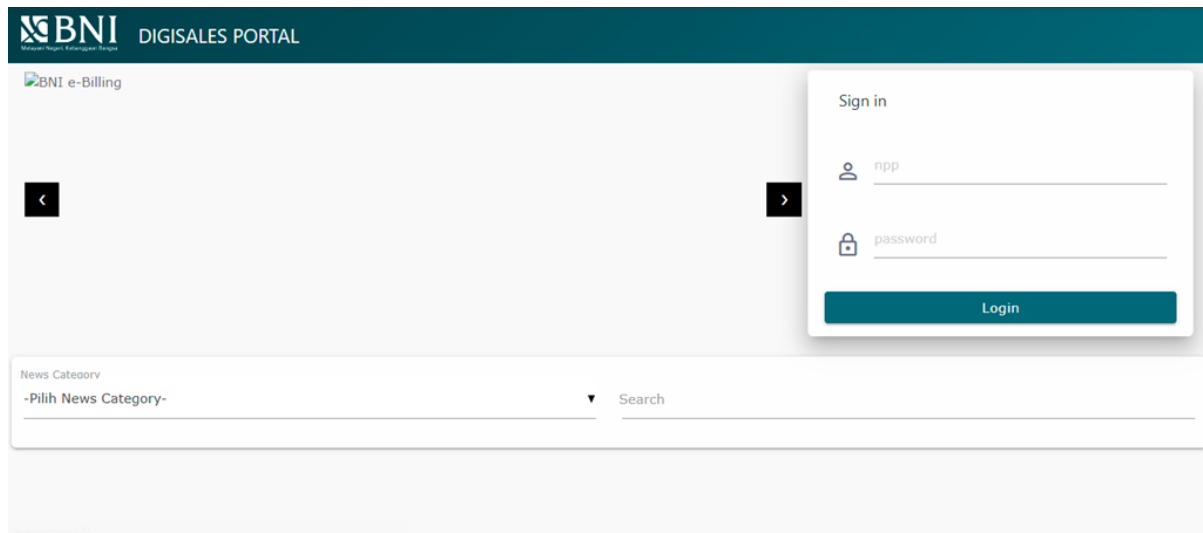 BNI
Melayani Negeri, Kebanggaan Bangsa
DIGISALES PORTAL
BNI e-Billing
Sign in
npp
password
Login
News Category
-Pilih News Category-
Search